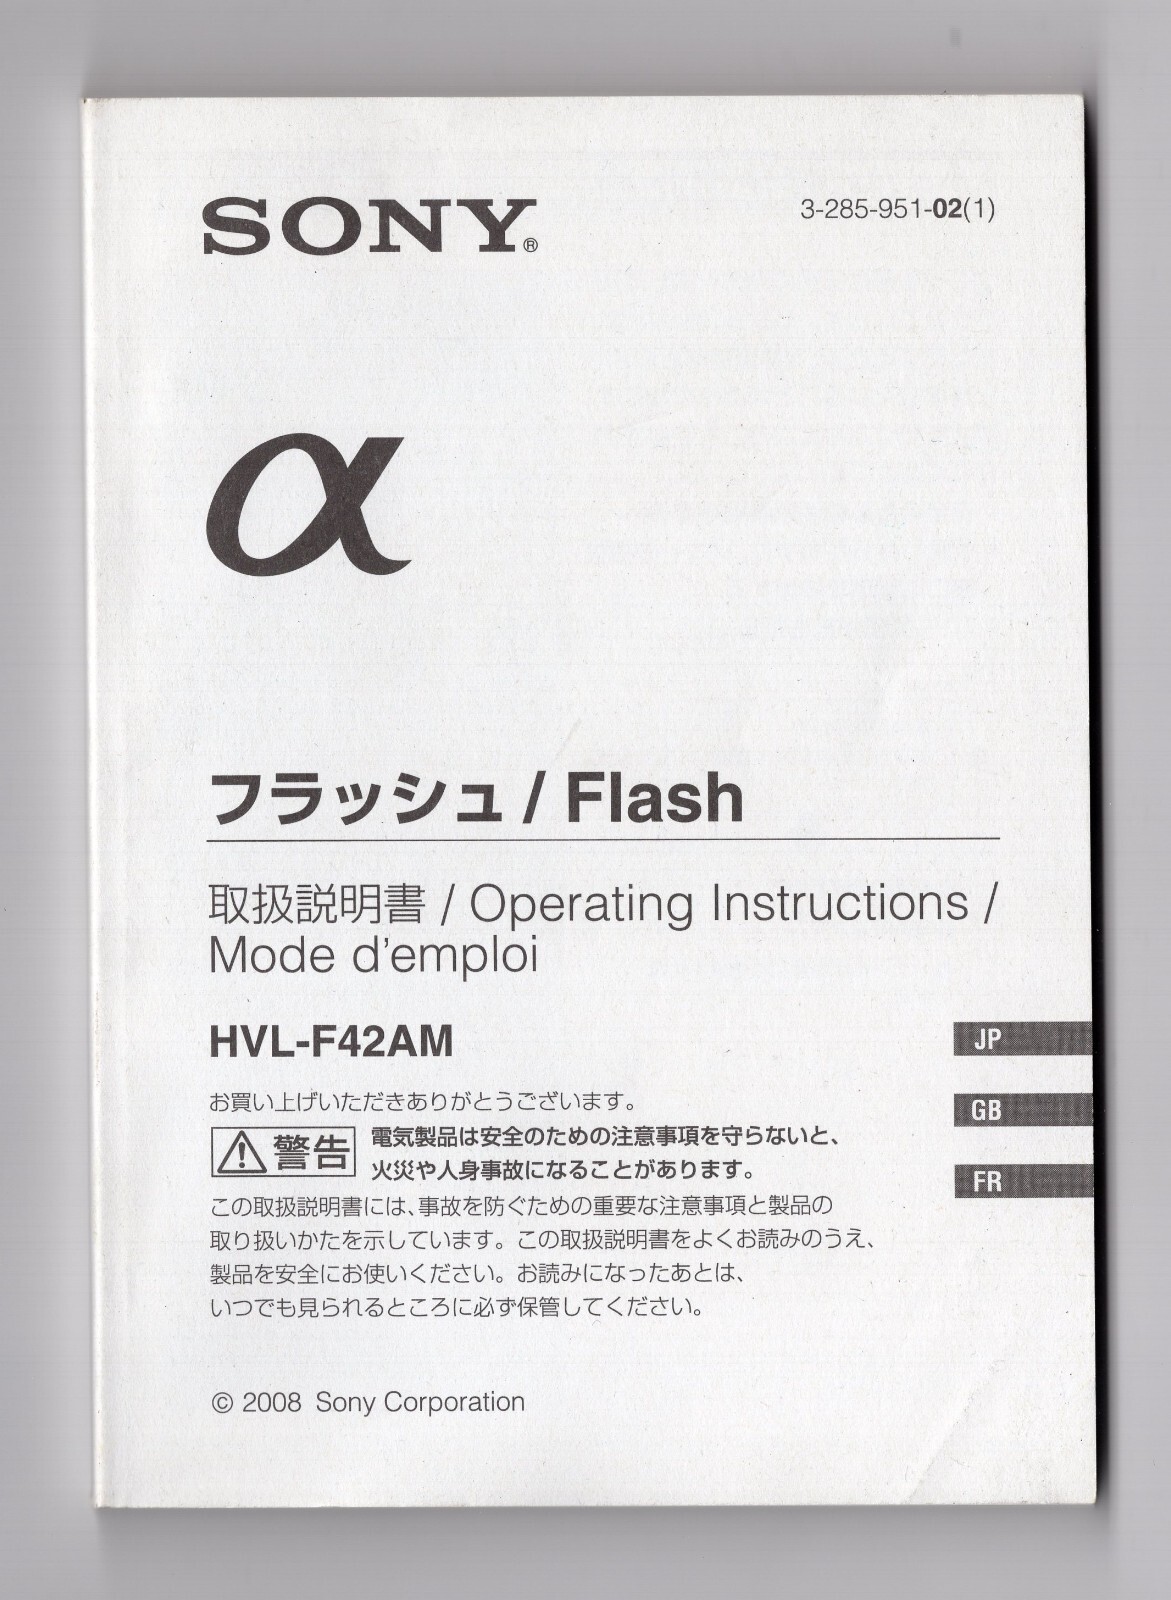 SONY®
3-285-951-02(1)
α
フラッシュ / Flash
取扱説明書 / Operating Instructions /
Mode d'emploi
HVL-F42AM
JP
GB
FR
お買い上げいただきありがとうございます。
警告
電気製品は安全のための注意事項を守らないと、
火災や人身事故になることがあります。
この取扱説明書には、事故を防ぐための重要な注意事項と製品の
取り扱いかたを示しています。この取扱説明書をよくお読みのうえ、
製品を安全にお使いください。お読みになったあとは、
いつでも見られるところに必ず保管してください。
© 2008 Sony Corporation